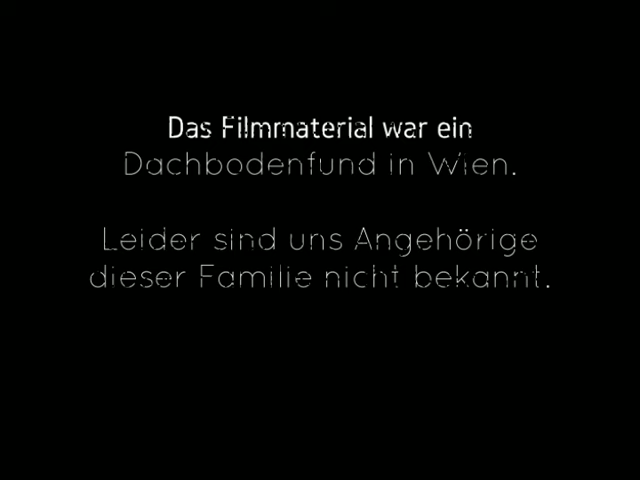 Das Filmmaterial war ein
Dachbodenfund in Wien.
Leider sind uns Angehörige
dieser Familie nicht bekannt.